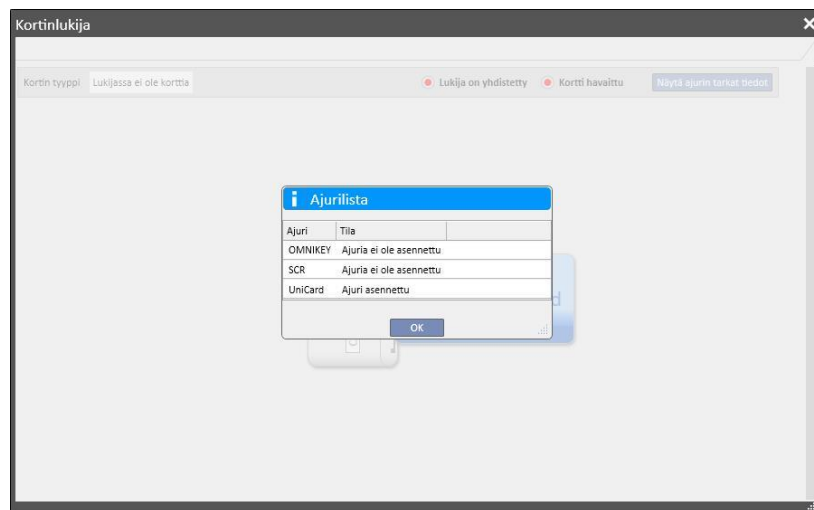 Kortinlukija
Kortin tyyppi Lukijassa ei ole korttia Lukija on yhdistetty Kortti havaittu Näytä ajurin tarkat tiedot
Ajurilista
Ajuri Tila
OMNIKEY Ajuria ei ole asennettu
SCR Ajuria ei ole asennettu
UniCard Ajuri asennettu
d
OK